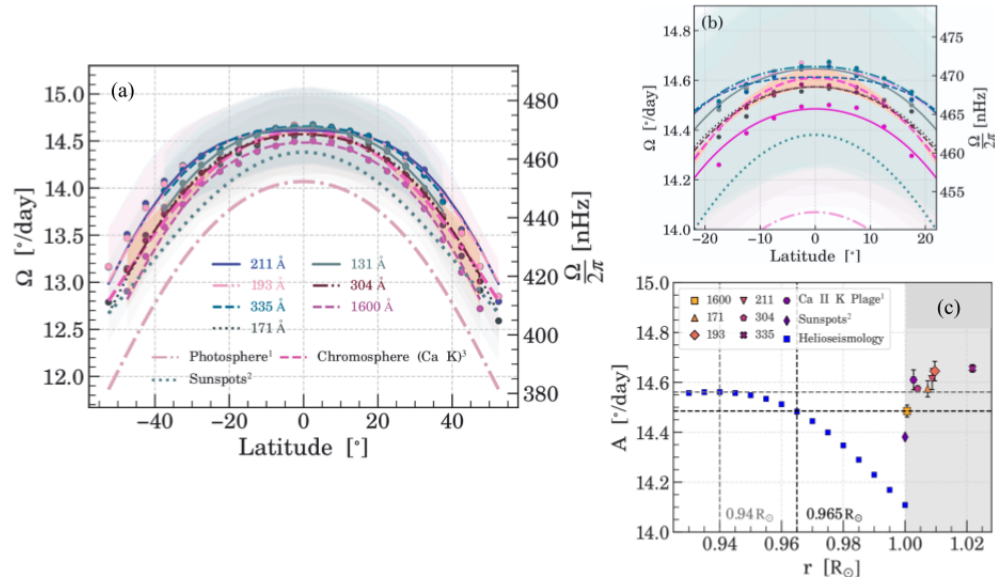 (a)
Ω [°/day]
15.0
14.5
14.0
13.5
13.0
12.5
12.0
480
460
440
420
400
380
Ω/2π [nHz]
211 Å
193 Å
335 Å
171 Å
131 Å
304 Å
1600 Å
Photosphere¹
Sunspots²
Chromosphere (Ca K)³
−40 −20 0 20 40
Latitude [°]
(b)
Ω [°/day]
14.8
14.6
14.4
14.2
14.0
475
470
465
460
455
Ω/2π [nHz]
−20 −10 0 10 20
Latitude [°]
(c)
A [°/day]
15.0
14.8
14.6
14.4
14.2
14.0
1600
171
193
211
304
335
Ca II K Plage¹
Sunspots²
Helioseismology
0.94R⊙
0.965R⊙
0.94 0.96 0.98 1.00 1.02
r [R⊙]